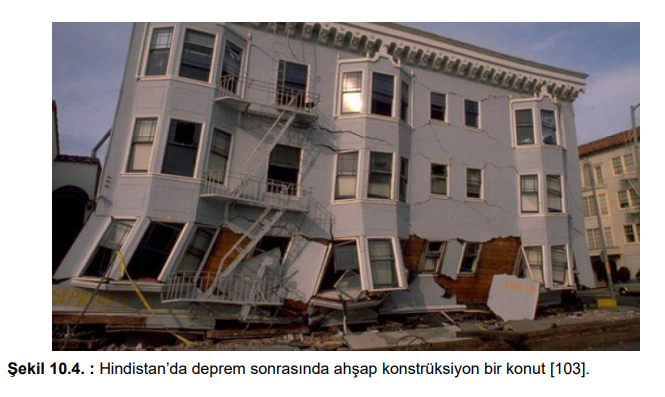 Şekil 10.4. : Hindistan’da deprem sonrasında ahşap konstrüksiyon bir konut [103].